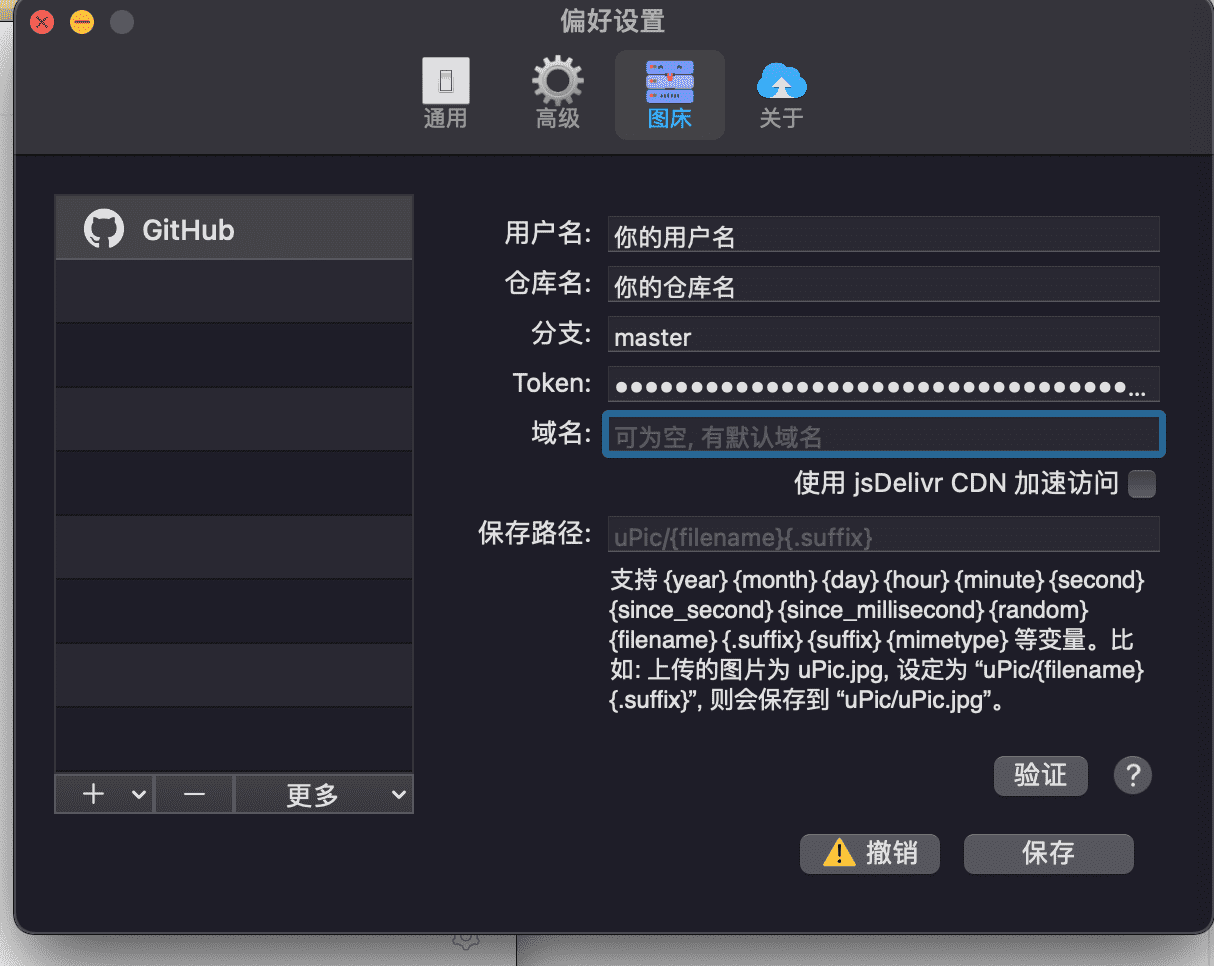 偏好设置
通用
高级
图床
关于
GitHub
用户名: 你的用户名
仓库名: 你的仓库名
分支: master
Token: ●●●●●●●●●●●●●●●●●●●●●●●●●●●●●●●●●●...
域名: 可为空, 有默认域名
使用 jsDelivr CDN 加速访问
保存路径: uPic/{filename}{.suffix}
支持 {year} {month} {day} {hour} {minute} {second}
{since_second} {since_millisecond} {random}
{filename} {.suffix} {suffix} {mimetype} 等变量。比
如: 上传的图片为 uPic.jpg, 设定为 “uPic/{filename}
{.suffix}”, 则会保存到 “uPic/uPic.jpg”。
验证 ?
+ − 更多
撤销 保存